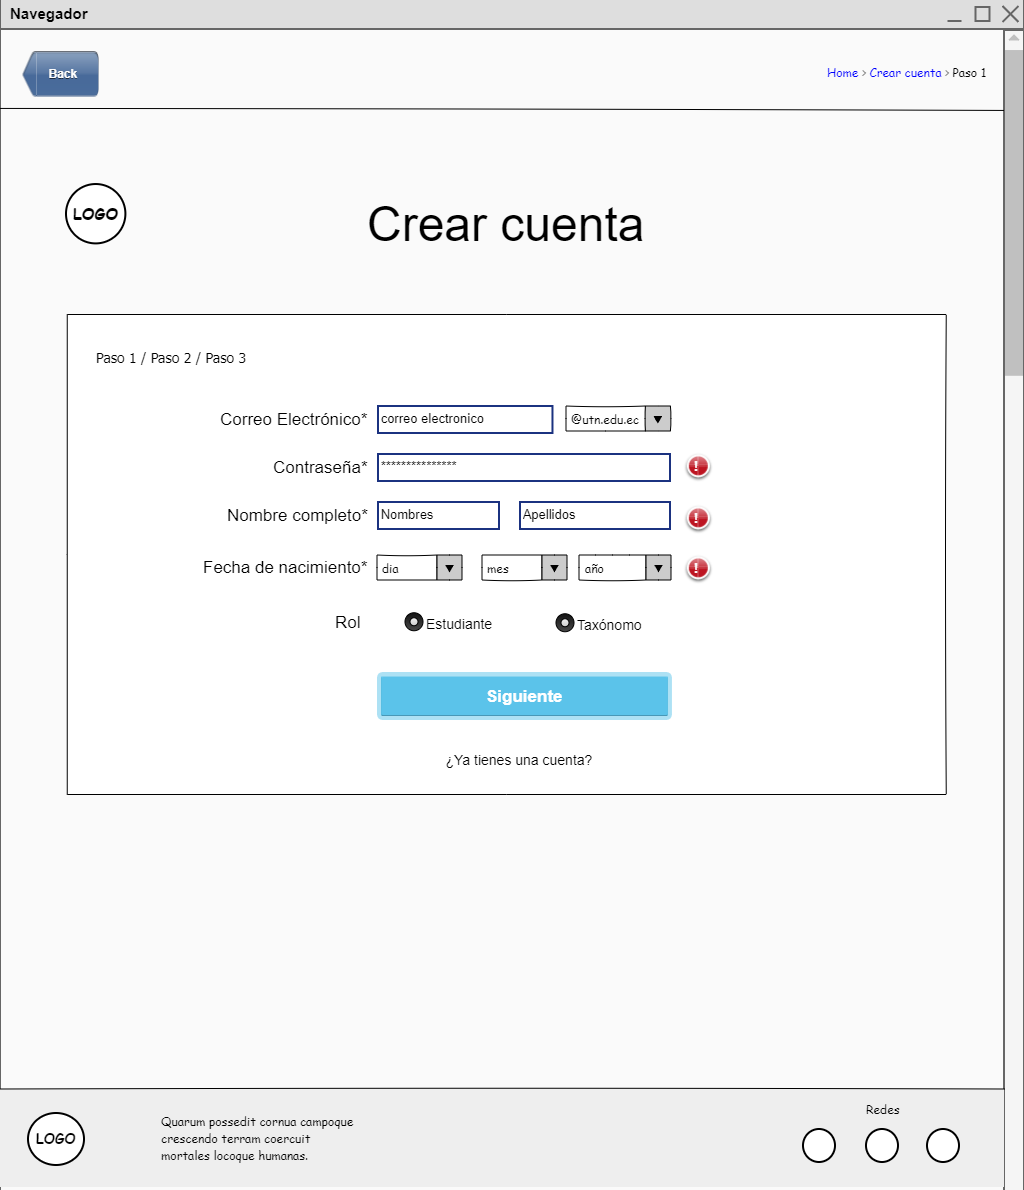 Navegador
Back
Home > Crear cuenta > Paso 1
LOGO
Crear cuenta
Paso 1 / Paso 2 / Paso 3
Correo Electrónico* correo electronico @utn.edu.ec
Contraseña* ***************
Nombre completo* Nombres Apellidos
Fecha de nacimiento* dia mes año
Rol Estudiante Taxónomo
Siguiente
¿Ya tienes una cuenta?
LOGO
Quarum possedit cornua campoque
crescendo terram coercuit
mortales locoque humanas.
Redes